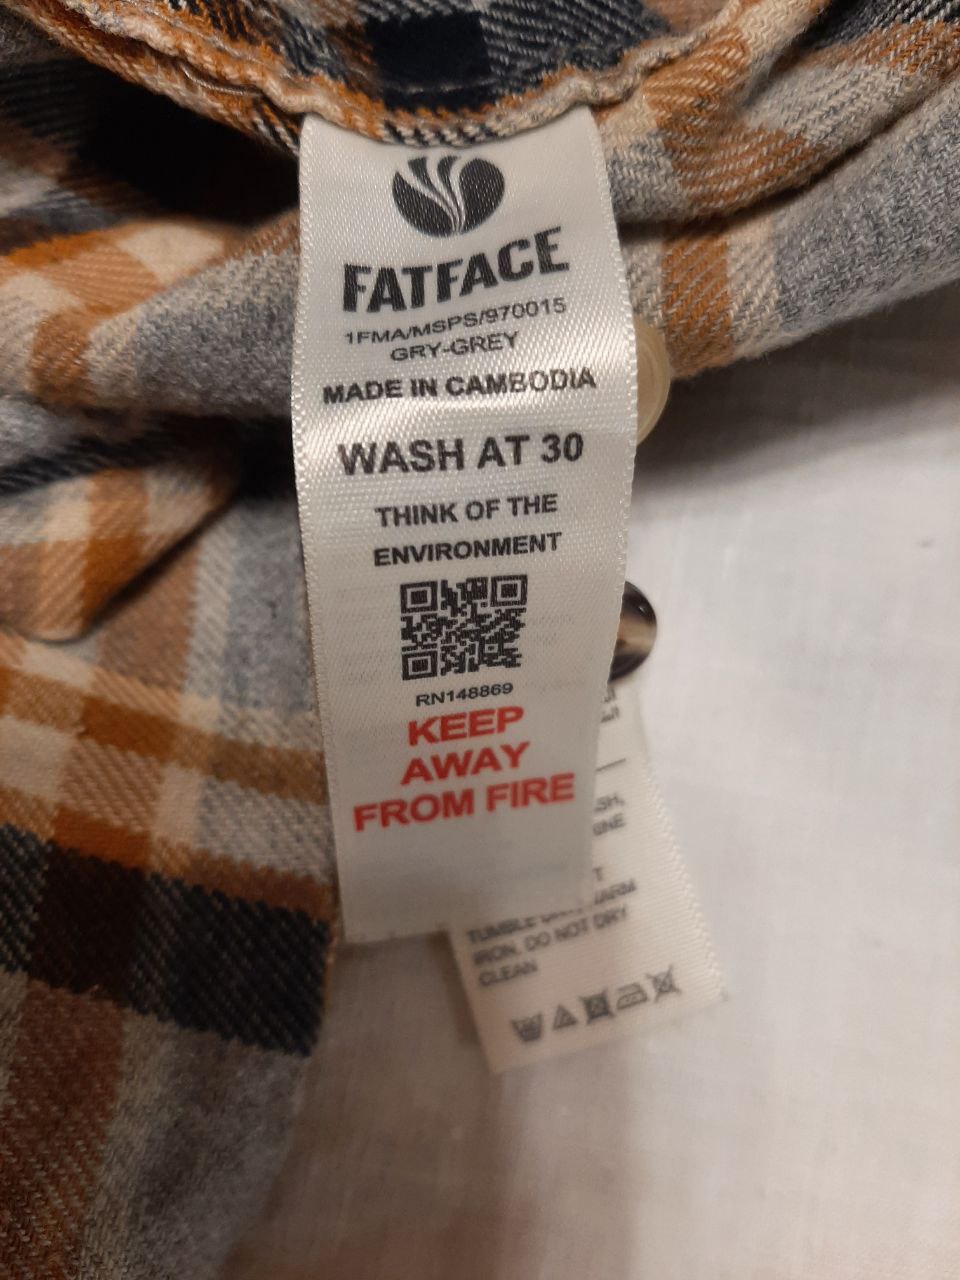 FATFACE
1FMA/MSPS/970015
GRY-GREY
MADE IN CAMBODIA
WASH AT 30
THINK OF THE
ENVIRONMENT
RN148869
KEEP
AWAY
FROM FIRE
TUMBLE
IRON. DO NOT DRY
CLEAN